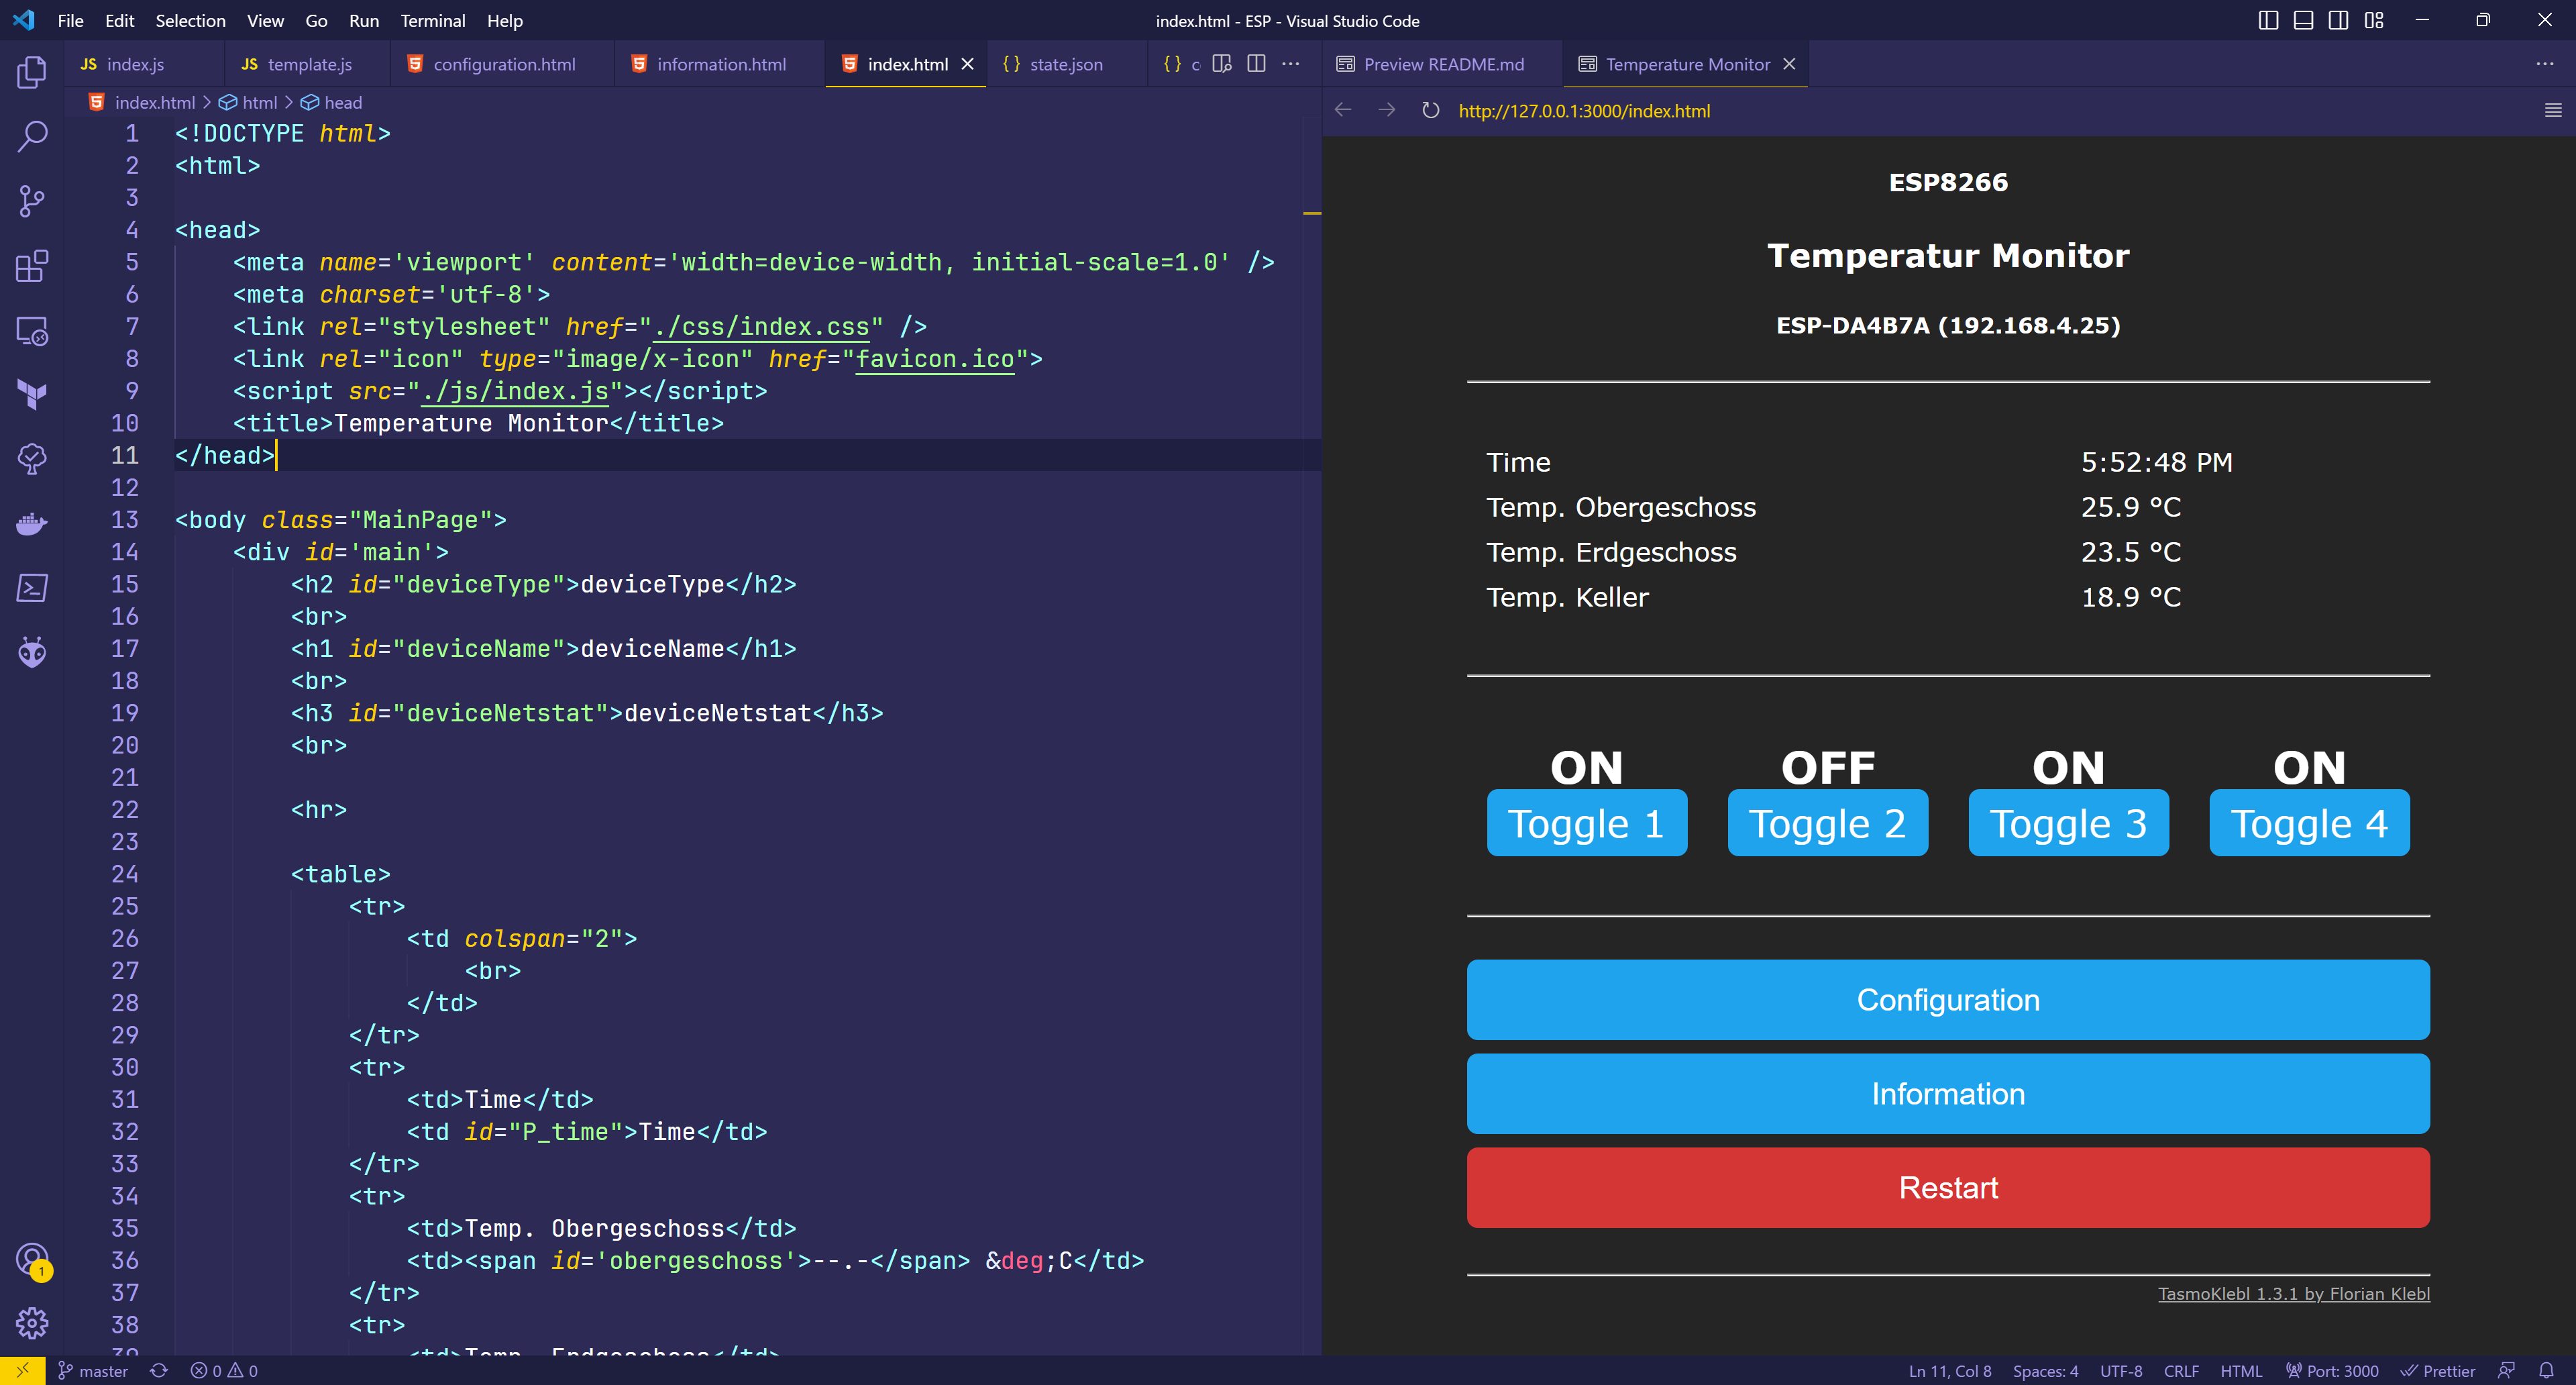 File Edit Selection View Go Run Terminal Help
index.html - ESP - Visual Studio Code
JS index.js
JS template.js
configuration.html
information.html
index.html
{} state.json
{} c
Preview README.md
Temperature Monitor
index.html > html > head
http://127.0.0.1:3000/index.html
1 <!DOCTYPE html>
2 <html>
3
4 <head>
5 <meta name='viewport' content='width=device-width, initial-scale=1.0' />
6 <meta charset='utf-8'>
7 <link rel="stylesheet" href="./css/index.css" />
8 <link rel="icon" type="image/x-icon" href="favicon.ico">
9 <script src="./js/index.js"></script>
10 <title>Temperature Monitor</title>
11 </head>
12
13 <body class="MainPage">
14 <div id='main'>
15 <h2 id="deviceType">deviceType</h2>
16 <br>
17 <h1 id="deviceName">deviceName</h1>
18 <br>
19 <h3 id="deviceNetstat">deviceNetstat</h3>
20 <br>
21
22 <hr>
23
24 <table>
25 <tr>
26 <td colspan="2">
27 <br>
28 </td>
29 </tr>
30 <tr>
31 <td>Time</td>
32 <td id="P_time">Time</td>
33 </tr>
34 <tr>
35 <td>Temp. Obergeschoss</td>
36 <td><span id='obergeschoss'>--.-</span> &deg;C</td>
37 </tr>
38 <tr>
39 <td>Temp. Erdgeschoss</td>
ESP8266
Temperatur Monitor
ESP-DA4B7A (192.168.4.25)
Time 5:52:48 PM
Temp. Obergeschoss 25.9 °C
Temp. Erdgeschoss 23.5 °C
Temp. Keller 18.9 °C
ON OFF ON ON
Toggle 1 Toggle 2 Toggle 3 Toggle 4
Configuration
Information
Restart
TasmoKlebl 1.3.1 by Florian Klebl
1
master 0 0
Ln 11, Col 8 Spaces: 4 UTF-8 CRLF HTML Port: 3000 Prettier